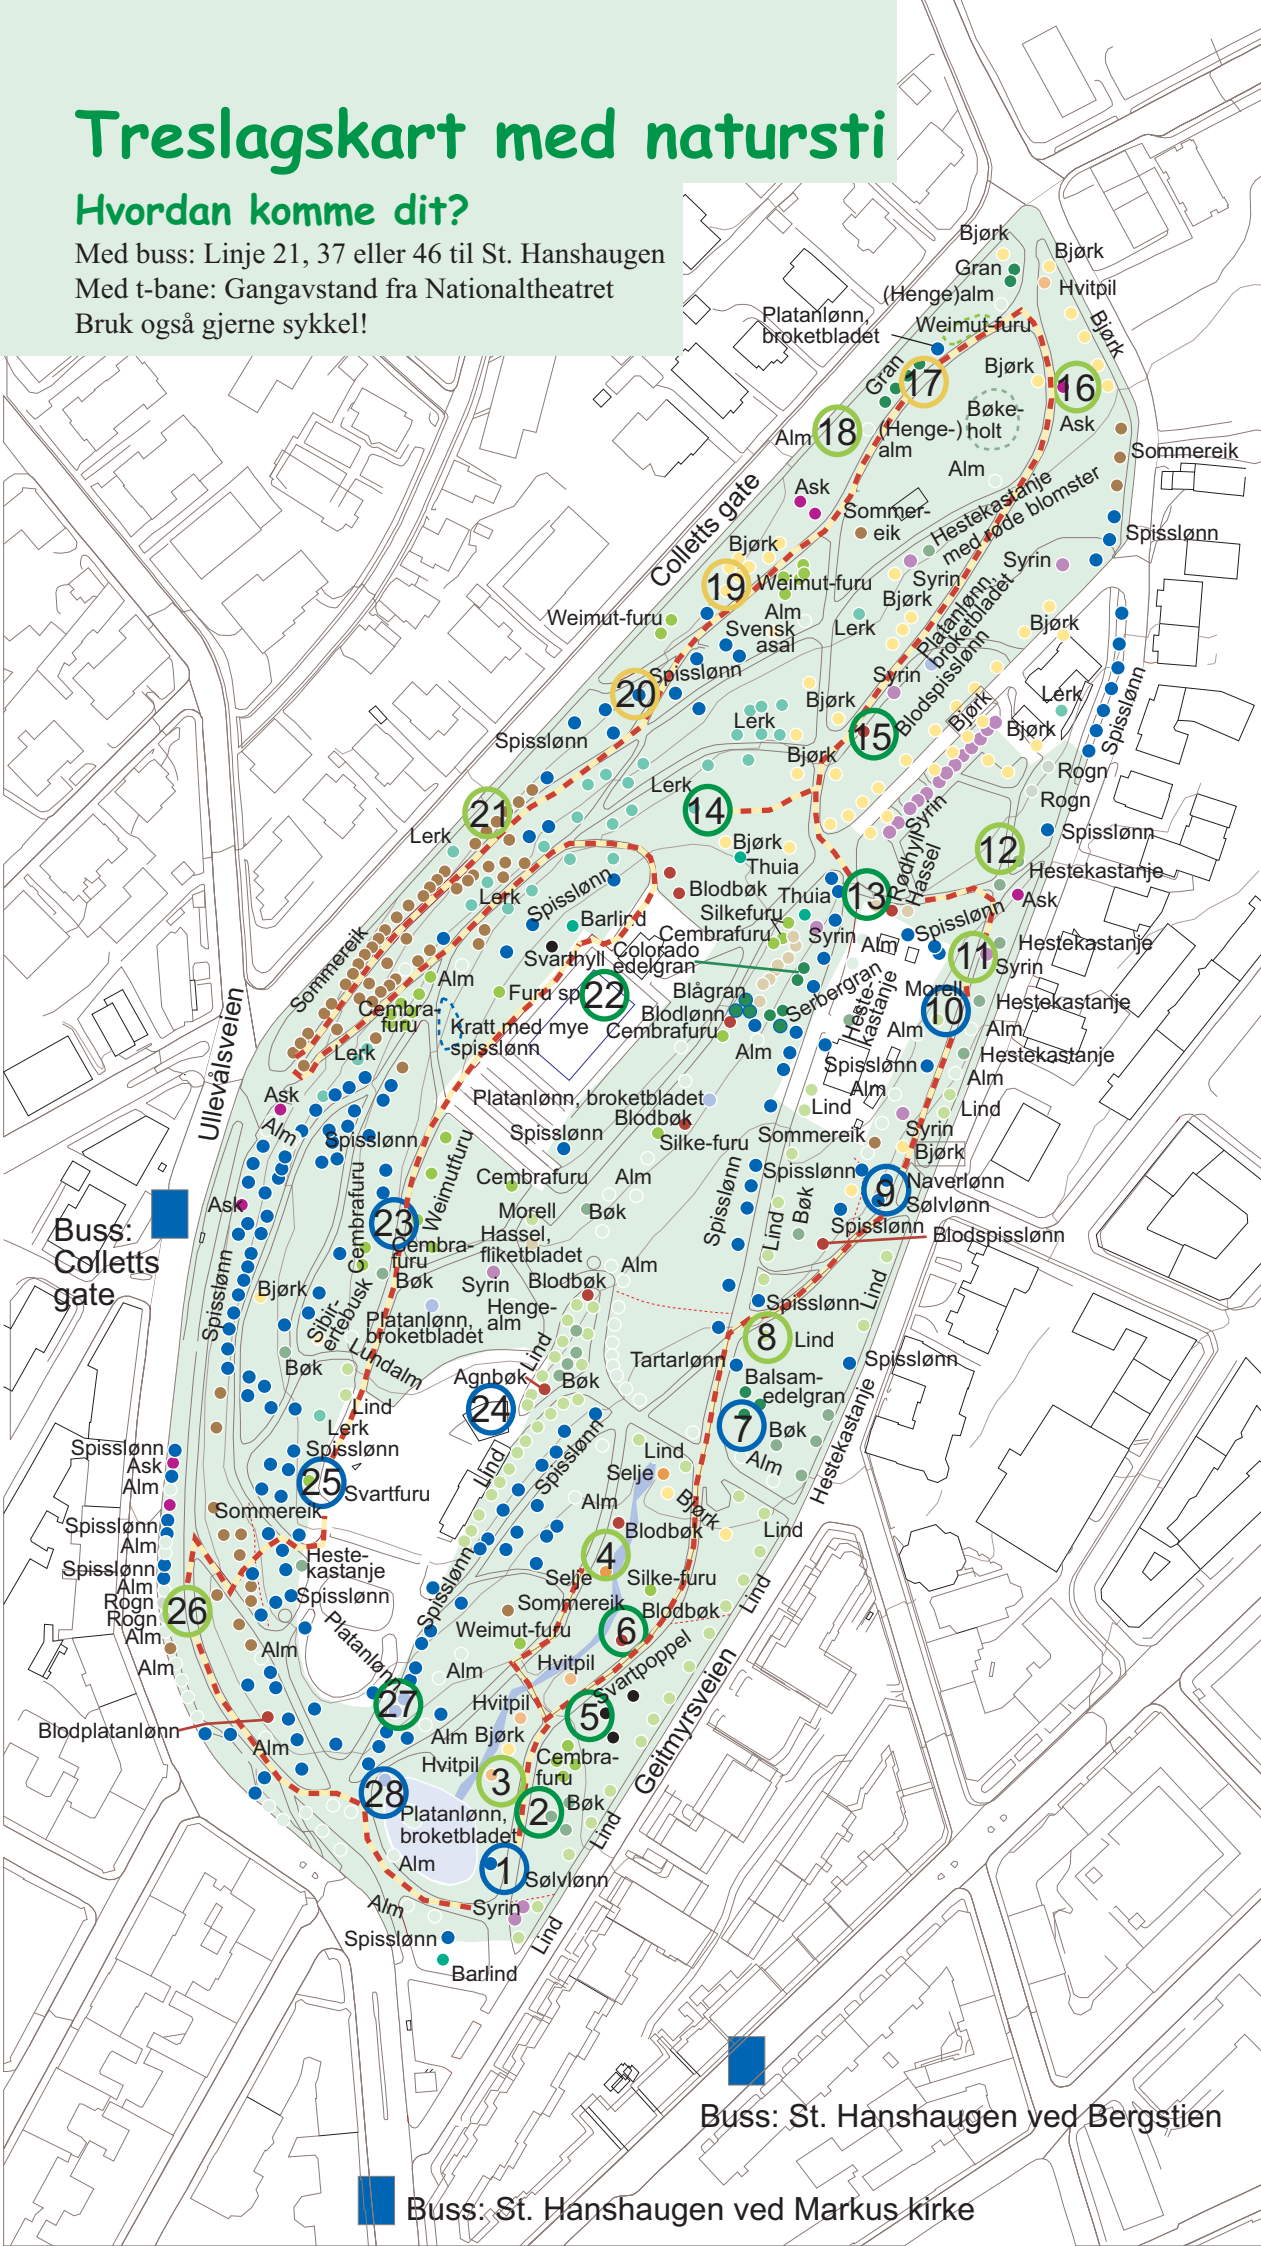 Treslagskart med natursti
Hvordan komme dit?
Med buss: Linje 21, 37 eller 46 til St. Hanshaugen
Med t-bane: Gangavstand fra Nationaltheatret
Bruk også gjerne sykkel!
Bjørk
Bjørk
Gran
Hvitpil
(Henge)alm
Platanlønn,
broketbladet
Weimut-furu
Bjørk
Gran
17
Bjørk
16
Bøke-
holt
Ask
Alm
18
(Henge-)
alm
Sommereik
Alm
Colletts gate
Ask
Hestekastanje
med røde blomster
Sommer-
eik
Spisslønn
Bjørk
Syrin
19
Weimut-furu
Syrin
Bjørk
Platanlønn,
broketbladet
Weimut-furu
Alm
Svensk
asal
Lerk
Bjørk
Blodspisslønn
Spisslønn
Syrin
20
Bjørk
Lerk
Spisslønn
Bjørk
Lerk
15
Bjørk
Spisslønn
Bjørk
Rogn
Lerk
14
Rogn
21
Syrin
Lerk
Bjørk
Spisslønn
12
Thuia
Rødhyll
Hassel
Hestekastanje
Spisslønn
Blodbøk
Thuia
13
Ask
Lerk
Silkefuru
Spisslønn
Barlind
Cembrafuru
Syrin
Alm
Hestekastanje
Sommereik
Svarthyll
Colorado
edelgran
11
Syrin
Alm
Furu sp
22
Blågran
Serbergran
Heste-
kastanje
Morell
Hestekastanje
Cembra-
furu
Kratt med mye
spisslønn
Blodlønn
10
Cembrafuru
Alm
Alm
Lerk
Alm
Hestekastanje
Spisslønn
Alm
Ullevålsveien
Ask
Platanlønn, broketbladet
Alm
Lind
Lind
Alm
Blodbøk
Syrin
Spisslønn
Spisslønn
Silke-furu
Sommereik
Bjørk
Cembrafuru
Weimutfuru
Cembrafuru
Alm
Spisslønn
Spisslønn
Naverlønn
Ask
Morell
Bøk
Lind
Bøk
9
Sølvlønn
Buss:
Colletts
gate
23
Hassel,
fliketbladet
Spisslønn
Blodspisslønn
Spisslønn
Cembra-
furu
Alm
Bøk
Syrin
Blodbøk
Bjørk
Lind
Sibir-
ertebusk
Platanlønn,
broketbladet
Henge-
alm
Spisslønn
8
Lind
Lundalm
Lind
Bøk
Agnbøk
Bøk
Tartarlønn
Spisslønn
24
Balsam-
edelgran
Lind
Lerk
7
Bøk
Hestekastanje
Spisslønn
Spisslønn
Ask
Lind
Spisslønn
Lind
Alm
Alm
25
Svartfuru
Selje
Sommereik
Alm
Bjørk
Spisslønn
Blodbøk
Lind
Alm
Heste-
kastanje
4
Spisslønn
Alm
Spisslønn
Selje
Silke-furu
Rogn
Spisslønn
Sommereik
Lind
Rogn
26
Blodbøk
Alm
Platanlønn
Weimut-furu
6
Alm
Alm
Alm
Hvitpil
Svartpoppel
27
Hvitpil
5
Blodplatanlønn
Geitmyrsveien
Alm
Alm
Bjørk
Hvitpil
Cembra-
furu
28
3
2
Bøk
Platanlønn,
broketbladet
Lind
Alm
1
Sølvlønn
Alm
Syrin
Spisslønn
Lind
Barlind
Buss: St. Hanshaugen ved Bergstien
Buss: St. Hanshaugen ved Markus kirke